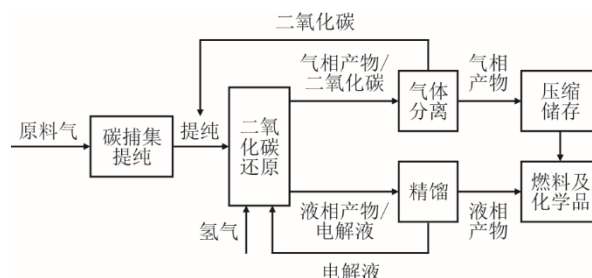 二氧化碳
气相产物/
二氧化碳
气体
分离
气相
产物
压缩
储存
原料气
碳捕集
提纯
提纯
二氧
化碳
还原
液相产物/
电解液
精馏
液相
产物
燃料及
化学品
氢气
电解液